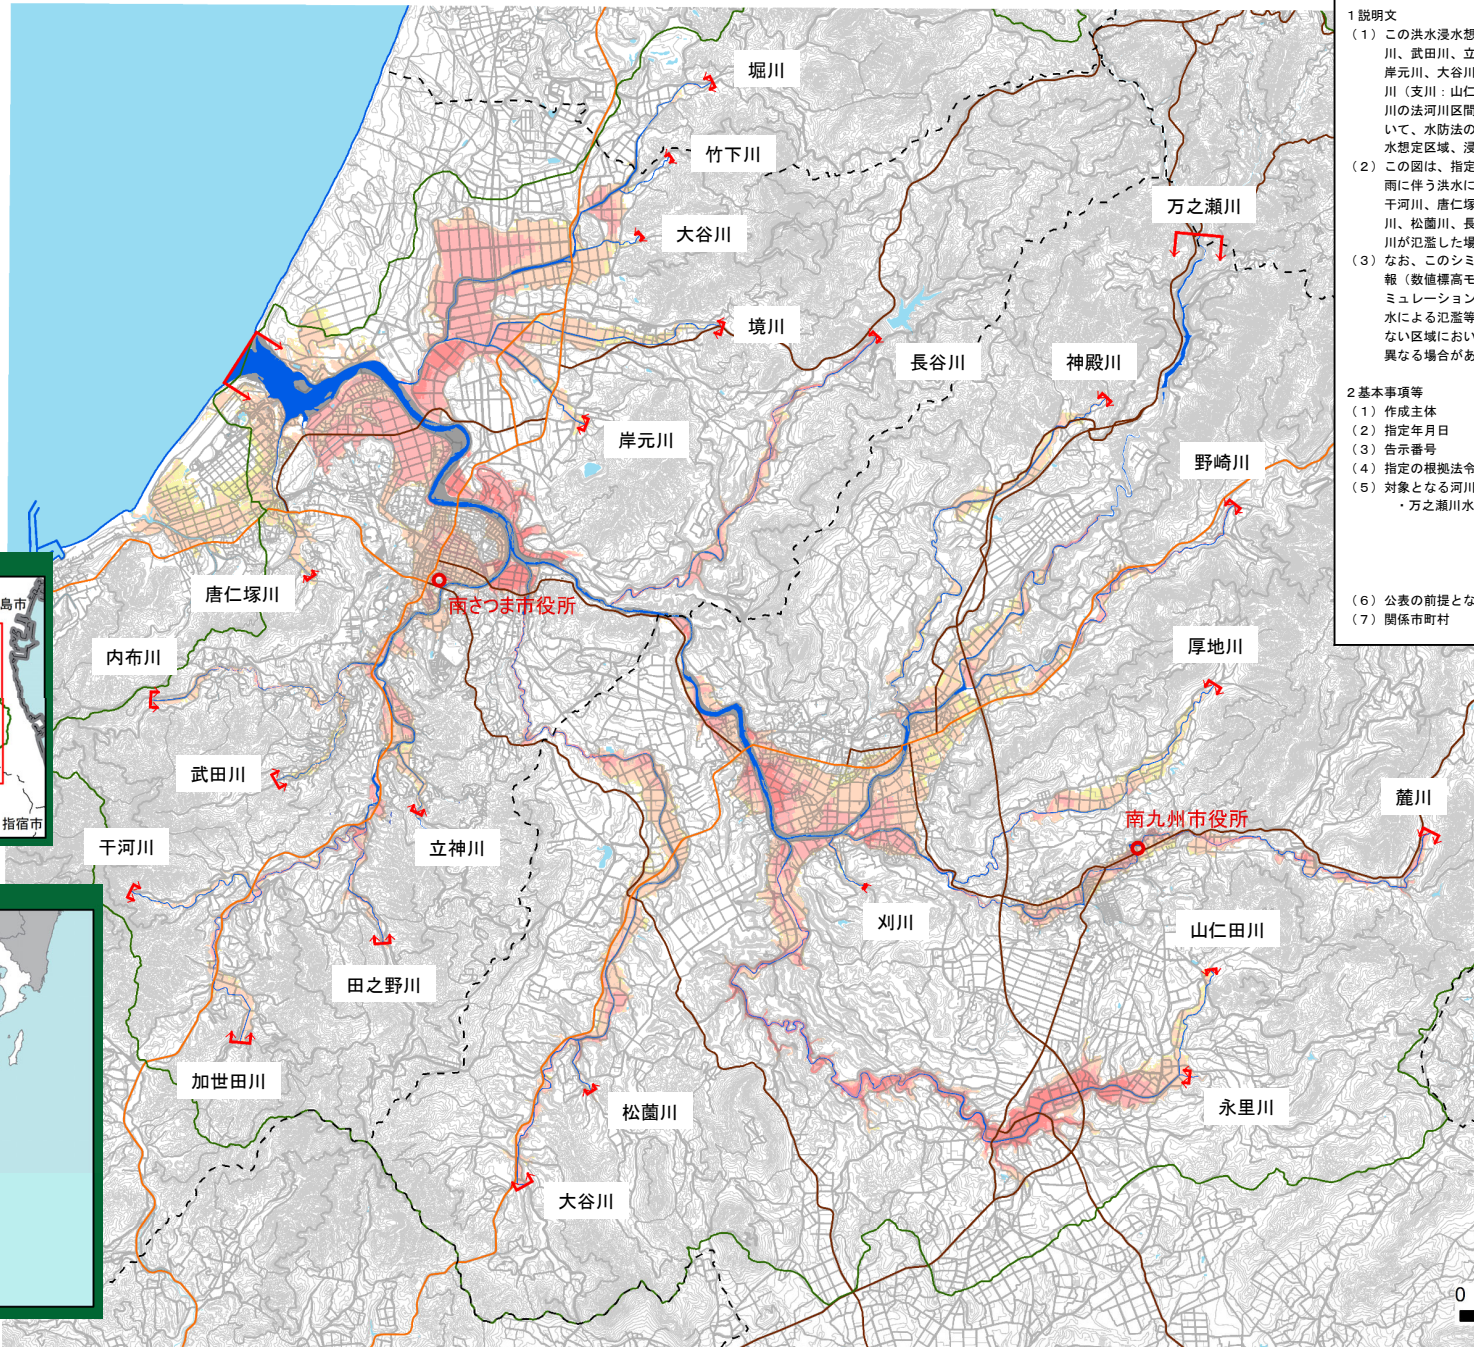 1説明文
（1）この洪水浸水想
川、武田川、立
岸元川、大谷川
川（支川：山仁
川の法河川区間
いて、水防法の
水想定区域、浸
（2）この図は、指定
雨に伴う洪水に
干河川、唐仁塚
川、松薗川、長
川が氾濫した場
（3）なお、このシミ
報（数値標高モ
ミュレーション
水による氾濫等
ない区域におい
異なる場合があ
2基本事項等
（1）作成主体
（2）指定年月日
（3）告示番号
（4）指定の根拠法令
（5）対象となる河川
・万之瀬川水
（6）公表の前提とな
（7）関係市町村
堀川
竹下川
万之瀬川
大谷川
境川
長谷川
神殿川
岸元川
野崎川
唐仁塚川
南さつま市役所
島市
内布川
厚地川
武田川
麓川
指宿市
南九州市役所
干河川
立神川
刈川
山仁田川
田之野川
加世田川
松薗川
永里川
大谷川
0